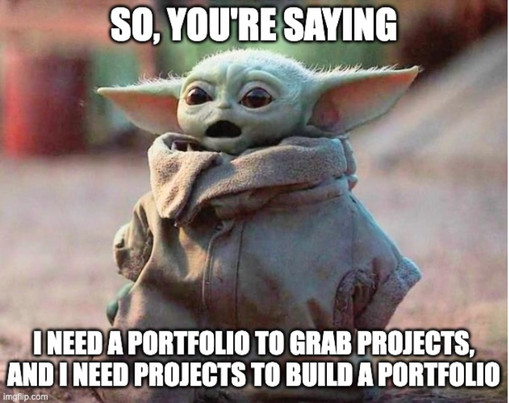 SO, YOU'RE SAYING
I NEED A PORTFOLIO TO GRAB PROJECTS,
AND I NEED PROJECTS TO BUILD A PORTFOLIO
imgflip.com